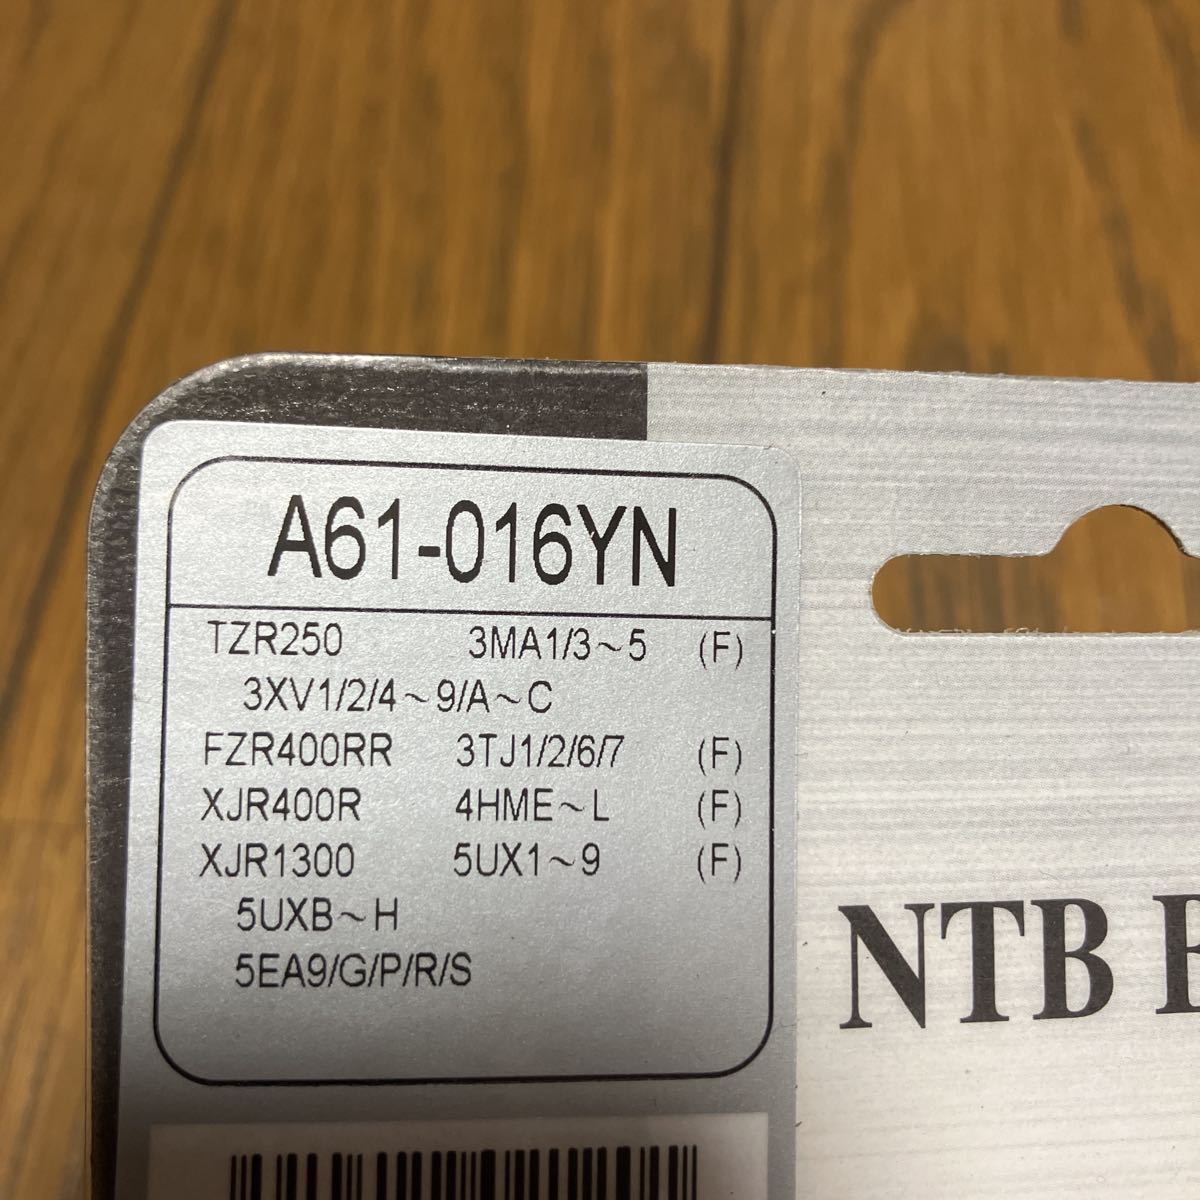 A61-016YN
TZR250 3MA1/3～5 (F)
3XV1/2/4～9/A～C
FZR400RR 3TJ1/2/6/7 (F)
XJR400R 4HME～L (F)
XJR1300 5UX1～9 (F)
5UXB～H
5EA9/G/P/R/S
NTB